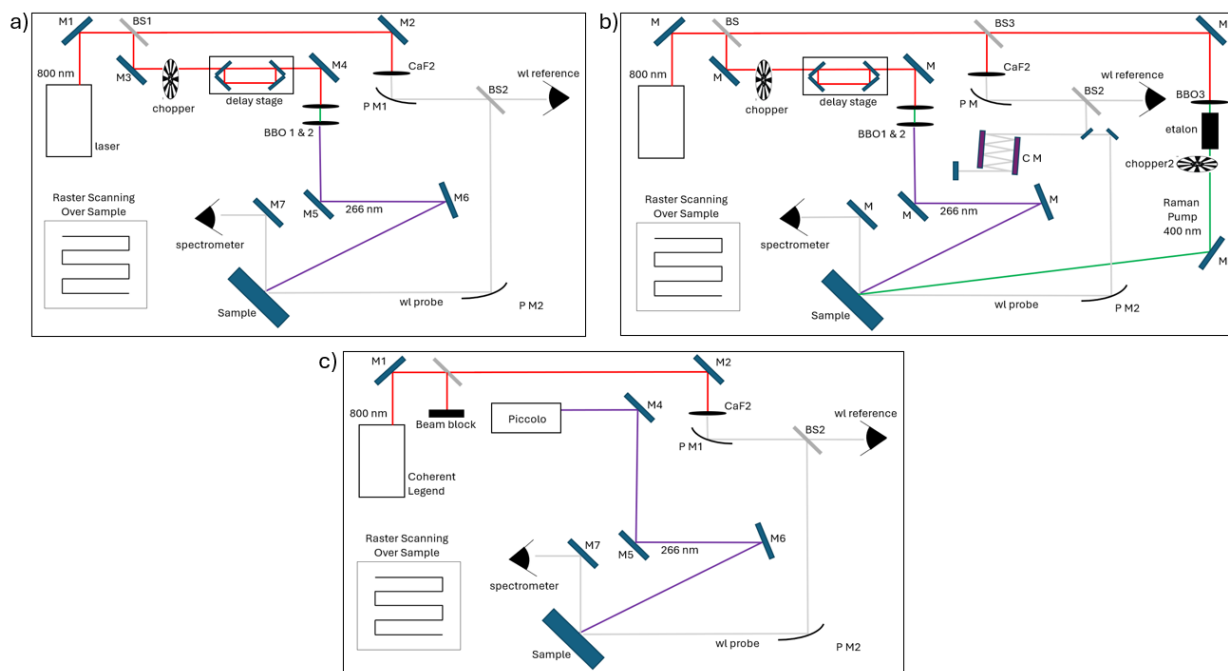 a)
M1
BS1
M2
800 nm
M3
M4
CaF2
wl reference
chopper
delay stage
P M1
BS2
laser
BBO 1 & 2
Raster Scanning
Over Sample
M7
M5
266 nm
M6
spectrometer
Sample
wl probe
P M2
b)
M
BS
BS3
M
800 nm
M
M
CaF2
wl reference
chopper
delay stage
P M
BS2
BBO3
BBO1 & 2
etalon
C M
chopper2
Raster Scanning
Over Sample
M
M
266 nm
M
Raman
Pump
400 nm
spectrometer
M
Sample
wl probe
P M2
c)
M1
M2
800 nm
M4
CaF2
wl reference
Beam block
Piccolo
P M1
BS2
Coherent
Legend
Raster Scanning
Over Sample
M7
M5
266 nm
M6
spectrometer
Sample
wl probe
P M2